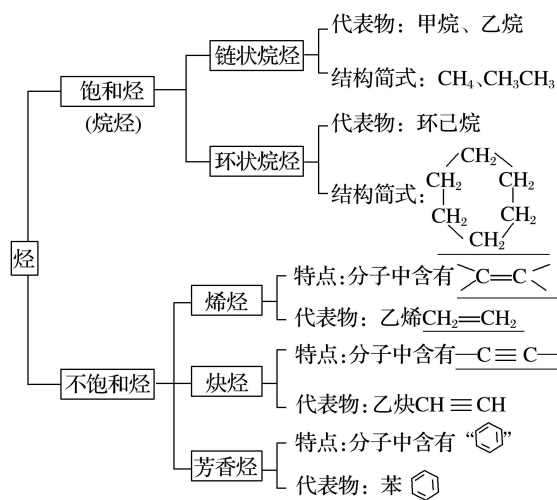 烃
饱和烃
(烷烃)
链状烷烃
代表物：甲烷、乙烷
结构简式：CH₄、CH₃CH₃
环状烷烃
代表物：环己烷
结构简式：
CH₂
CH₂ CH₂
CH₂ CH₂
CH₂
不饱和烃
烯烃
特点:分子中含有 C=C
代表物：乙烯CH₂=CH₂
炔烃
特点:分子中含有—C≡C—
代表物：乙炔CH≡CH
芳香烃
特点:分子中含有 “ ”
代表物：苯